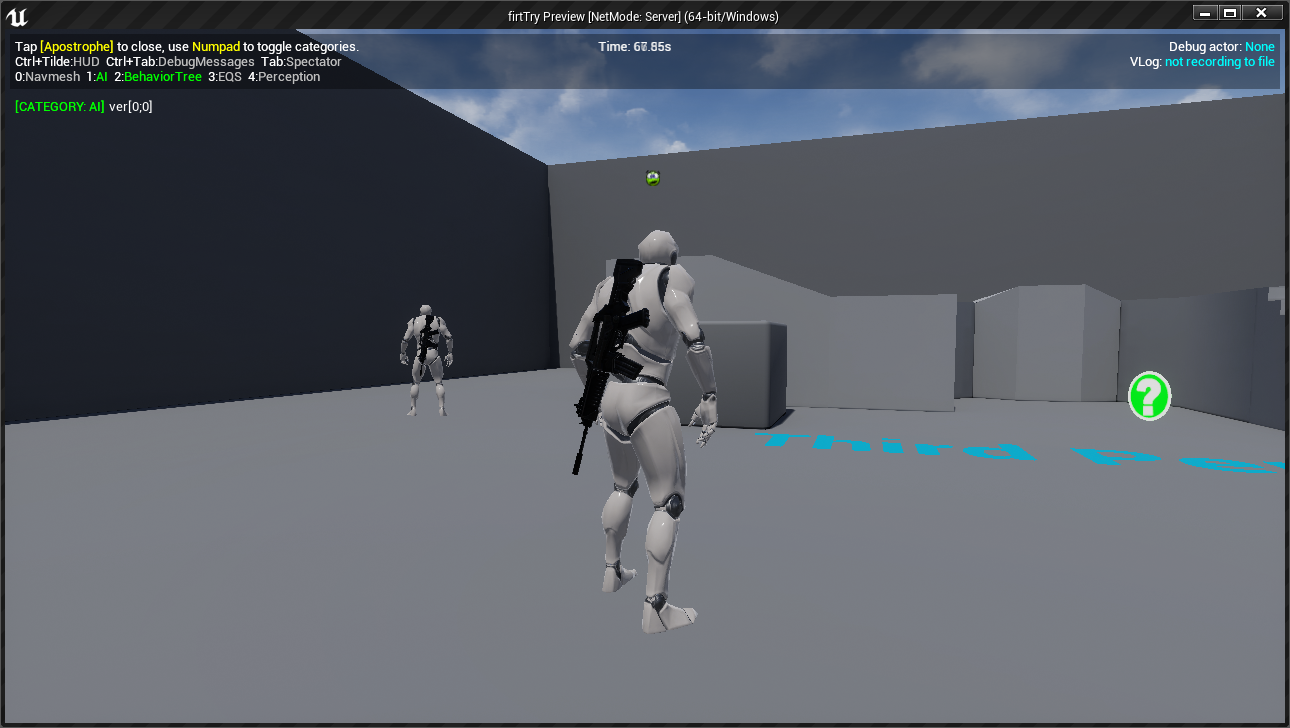 firtTry Preview [NetMode: Server] (64-bit/Windows)
Tap [Apostrophe] to close, use Numpad to toggle categories.
Ctrl+Tilde:HUD Ctrl+Tab:DebugMessages Tab:Spectator
0:Navmesh 1:AI 2:BehaviorTree 3:EQS 4:Perception
Time:
Debug actor: None
VLog: not recording to file
[CATEGORY: AI] ver[0;0]
?